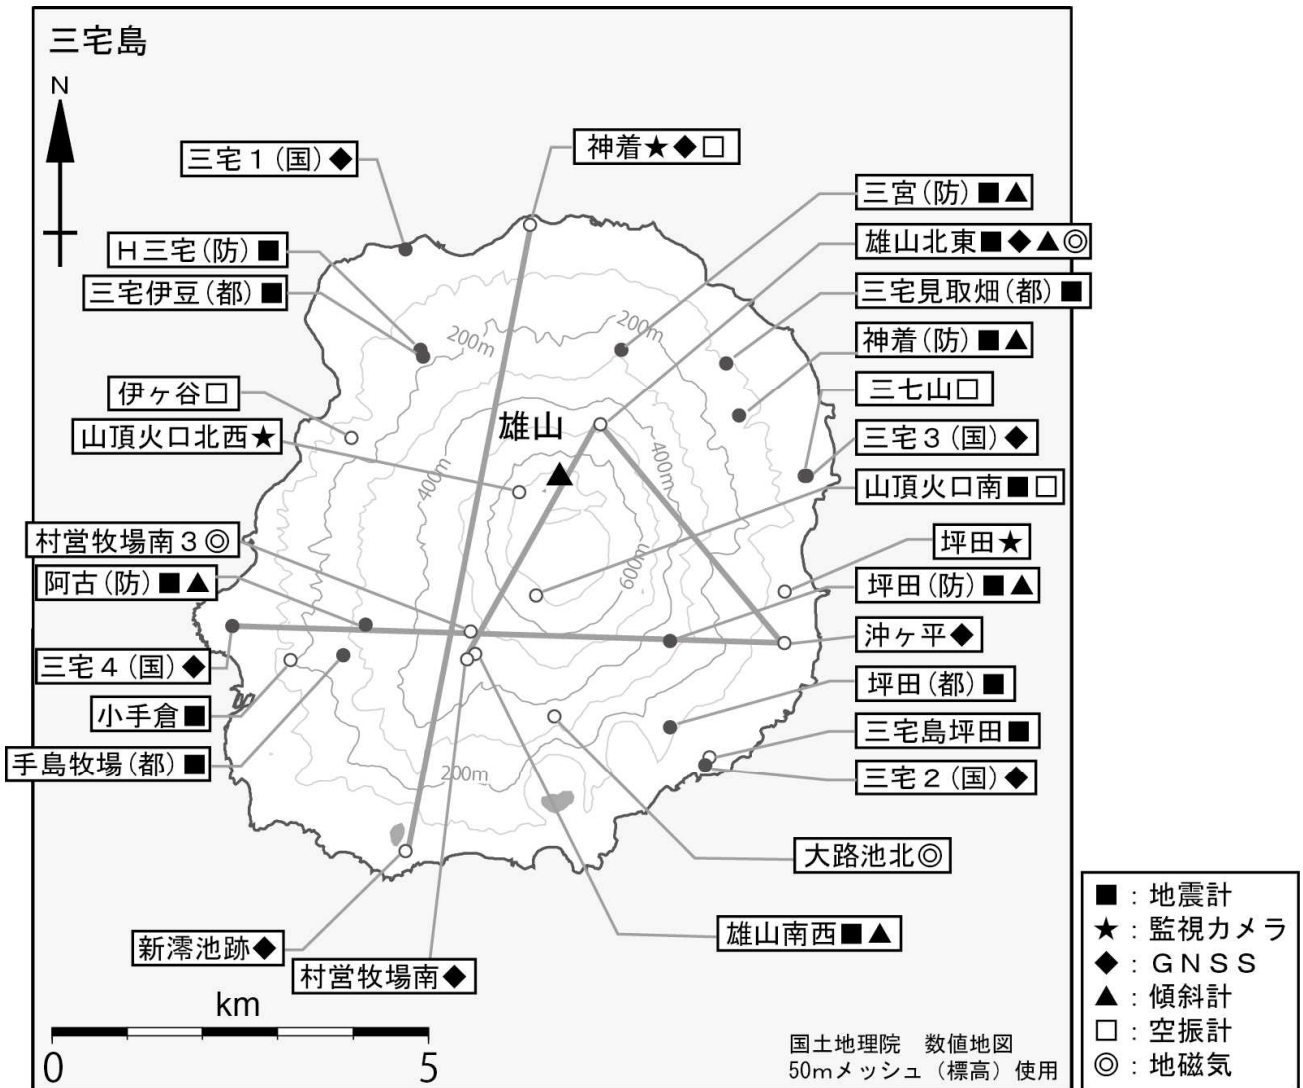 三宅島
N
神着★◆□
三宅1(国)◆
三宮(防)■▲
雄山北東■◆▲◎
H三宅(防)■
三宅伊豆(都)■
三宅見取畑(都)■
神着(防)■▲
200m
200m
伊ヶ谷□
三七山□
山頂火口北西★
雄山
三宅3(国)◆
400m
400m
山頂火口南■□
村営牧場南3◎
坪田★
600m
阿古(防)■▲
坪田(防)■▲
沖ヶ平◆
三宅4(国)◆
坪田(都)■
小手倉■
三宅島坪田■
手島牧場(都)■
200m
三宅2(国)◆
大路池北◎
雄山南西■▲
新澪池跡◆
村営牧場南◆
km
0 5
国土地理院 数値地図
50mメッシュ(標高)使用
■:地震計
★:監視カメラ
◆:GNSS
▲:傾斜計
□:空振計
◎:地磁気